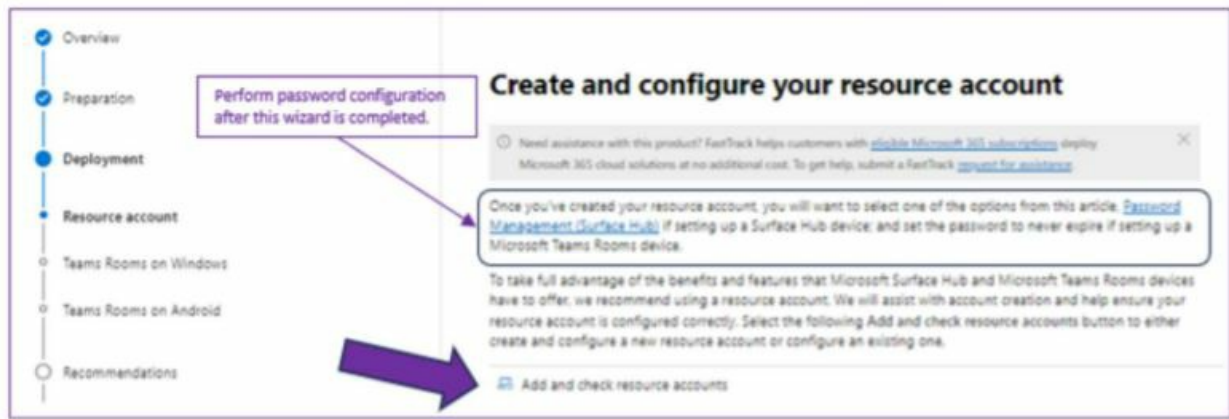 Overview
Preparation
Deployment
Resource account
Teams Rooms on Windows
Teams Rooms on Android
Recommendations
Perform password configuration
after this wizard is completed.
Create and configure your resource account
Need assistance with this product? FastTrack helps customers with eligible Microsoft 365 subscriptions deploy
Microsoft 365 cloud solutions at no additional cost. To get help, submit a FastTrack request for assistance.
Once you've created your resource account, you will want to select one of the options from this article, Password
Management (Surface Hub) if setting up a Surface Hub device; and set the password to never expire if setting up a
Microsoft Teams Rooms device.
To take full advantage of the benefits and features that Microsoft Surface Hub and Microsoft Teams Rooms devices
have to offer, we recommend using a resource account. We will assist with account creation and help ensure your
resource account is configured correctly. Select the following Add and check resource accounts button to either
create and configure a new resource account or configure an existing one.
Add and check resource accounts